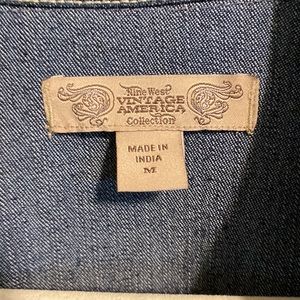 Nine West
VINTAGE
AMERICA
Collection
MADE IN
INDIA
M